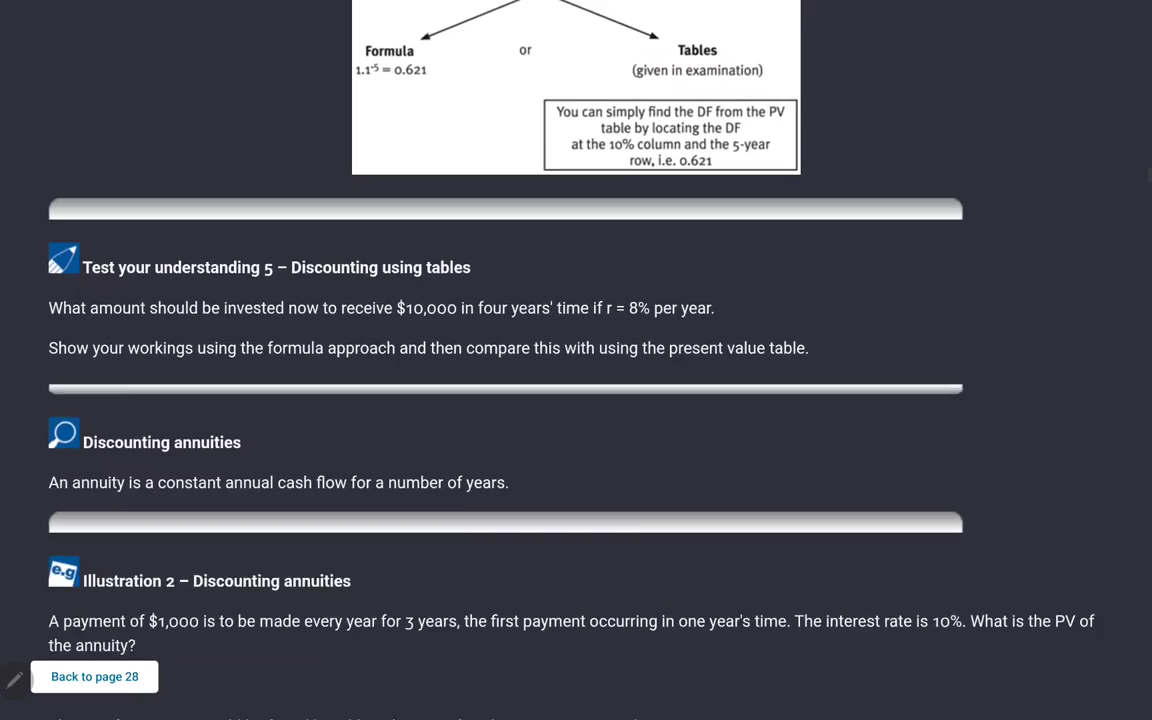 Formula or Tables
1.1⁻⁵ = 0.621 (given in examination)
You can simply find the DF from the PV
table by locating the DF
at the 10% column and the 5-year
row, i.e. 0.621
Test your understanding 5 – Discounting using tables
What amount should be invested now to receive $10,000 in four years' time if r = 8% per year.
Show your workings using the formula approach and then compare this with using the present value table.
Discounting annuities
An annuity is a constant annual cash flow for a number of years.
e.g Illustration 2 – Discounting annuities
A payment of $1,000 is to be made every year for 3 years, the first payment occurring in one year's time. The interest rate is 10%. What is the PV of
the annuity?
Back to page 28